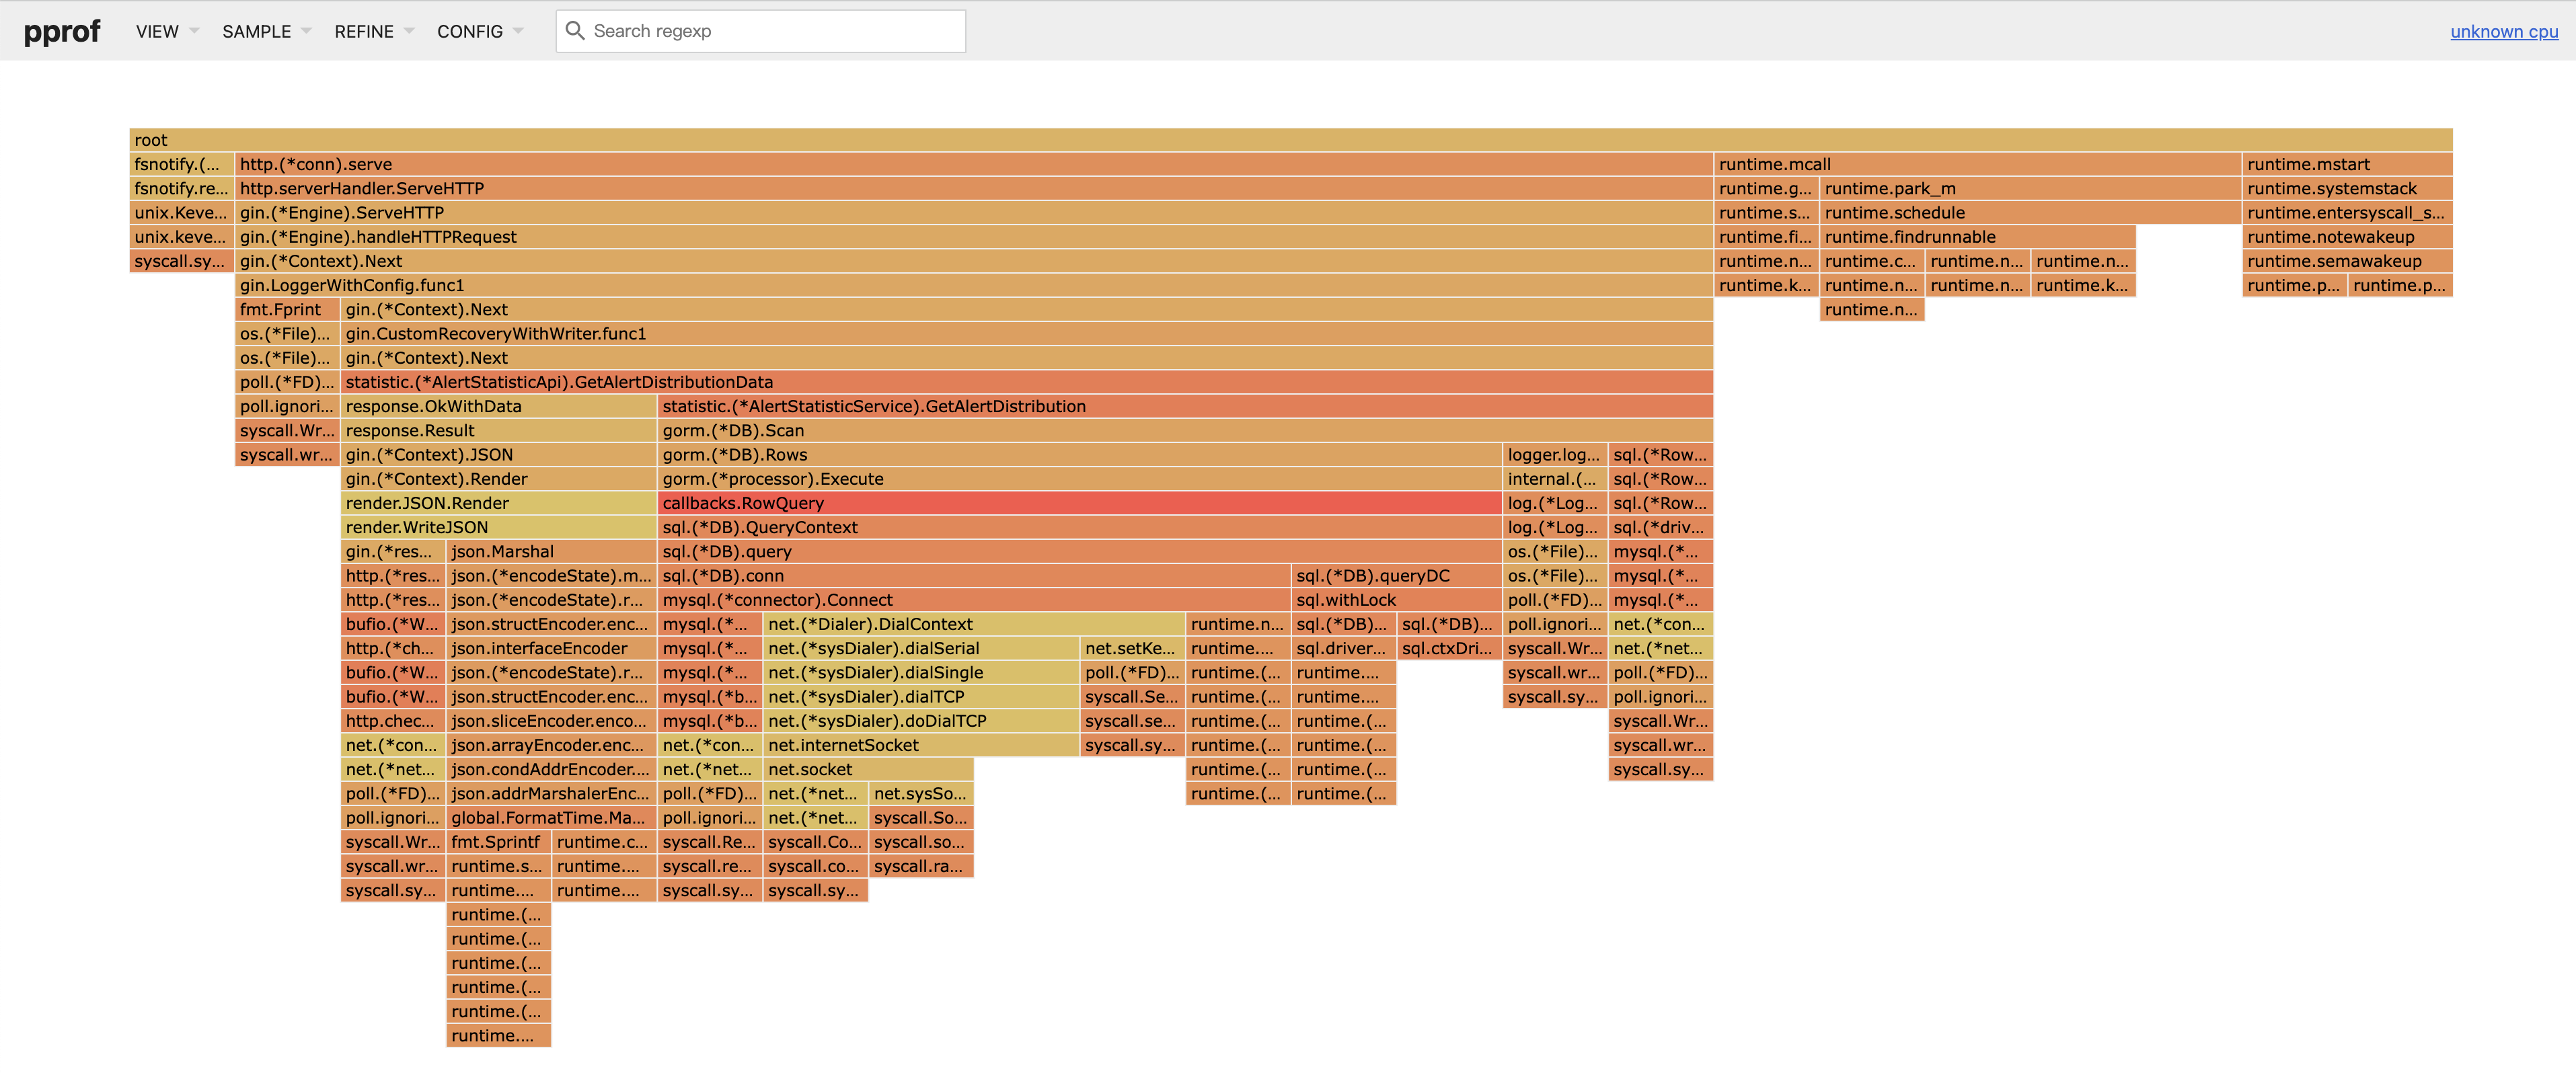 pprof VIEW SAMPLE REFINE CONFIG Search regexp unknown cpu
root
fsnotify.(... http.(*conn).serve runtime.mcall runtime.mstart
fsnotify.re... http.serverHandler.ServeHTTP runtime.g... runtime.park_m runtime.systemstack
unix.Keve... gin.(*Engine).ServeHTTP runtime.s... runtime.schedule runtime.entersyscall_s...
unix.keve... gin.(*Engine).handleHTTPRequest runtime.fi... runtime.findrunnable runtime.notewakeup
syscall.sy... gin.(*Context).Next runtime.n... runtime.c... runtime.n... runtime.n... runtime.semawakeup
gin.LoggerWithConfig.func1 runtime.k... runtime.n... runtime.n... runtime.k... runtime.p... runtime.p...
fmt.Fprint gin.(*Context).Next runtime.n...
os.(*File)... gin.CustomRecoveryWithWriter.func1
os.(*File)... gin.(*Context).Next
poll.(*FD)... statistic.(*AlertStatisticApi).GetAlertDistributionData
poll.ignori... response.OkWithData statistic.(*AlertStatisticService).GetAlertDistribution
syscall.Wr... response.Result gorm.(*DB).Scan
syscall.wr... gin.(*Context).JSON gorm.(*DB).Rows logger.log... sql.(*Row...
gin.(*Context).Render gorm.(*processor).Execute internal.(... sql.(*Row...
render.JSON.Render callbacks.RowQuery log.(*Log... sql.(*Row...
render.WriteJSON sql.(*DB).QueryContext log.(*Log... sql.(*driv...
gin.(*res... json.Marshal sql.(*DB).query os.(*File)... mysql.(*...
http.(*res... json.(*encodeState).m... sql.(*DB).conn sql.(*DB).queryDC os.(*File)... mysql.(*...
http.(*res... json.(*encodeState).r... mysql.(*connector).Connect sql.withLock poll.(*FD)... mysql.(*...
bufio.(*W... json.structEncoder.enc... mysql.(*... net.(*Dialer).DialContext runtime.n... sql.(*DB)... sql.(*DB)... poll.ignori... net.(*con...
http.(*ch... json.interfaceEncoder mysql.(*... net.(*sysDialer).dialSerial net.setKe... runtime.... sql.driver... sql.ctxDri... syscall.Wr... net.(*net...
bufio.(*W... json.(*encodeState).r... mysql.(*... net.(*sysDialer).dialSingle poll.(*FD)... runtime.(... runtime.... syscall.wr... poll.(*FD)...
bufio.(*W... json.structEncoder.enc... mysql.(*b... net.(*sysDialer).dialTCP syscall.Se... runtime.(... runtime.... syscall.sy... poll.ignori...
http.chec... json.sliceEncoder.enco... mysql.(*b... net.(*sysDialer).doDialTCP syscall.se... runtime.(... runtime.(... syscall.Wr...
net.(*con... json.arrayEncoder.enc... net.(*con... net.internetSocket syscall.sy... runtime.(... runtime.(... syscall.wr...
net.(*net... json.condAddrEncoder.... net.(*net... net.socket runtime.(... runtime.(... syscall.sy...
poll.(*FD)... json.addrMarshalerEnc... poll.(*FD)... net.(*net... net.sysSo... runtime.(... runtime.(...
poll.ignori... global.FormatTime.Ma... poll.ignori... net.(*net... syscall.So...
syscall.Wr... fmt.Sprintf runtime.c... syscall.Re... syscall.Co... syscall.so...
syscall.wr... runtime.s... runtime.... syscall.re... syscall.co... syscall.ra...
syscall.sy... runtime.... runtime.... syscall.sy... syscall.sy...
runtime.(...
runtime.(...
runtime.(...
runtime.(...
runtime.(...
runtime....